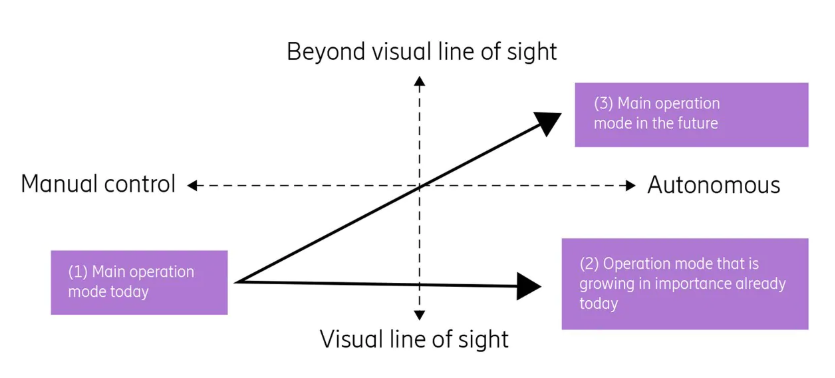 Beyond visual line of sight
(3) Main operation
mode in the future
Manual control
Autonomous
(1) Main operation
mode today
(2) Operation mode that is
growing in importance already
today
Visual line of sight